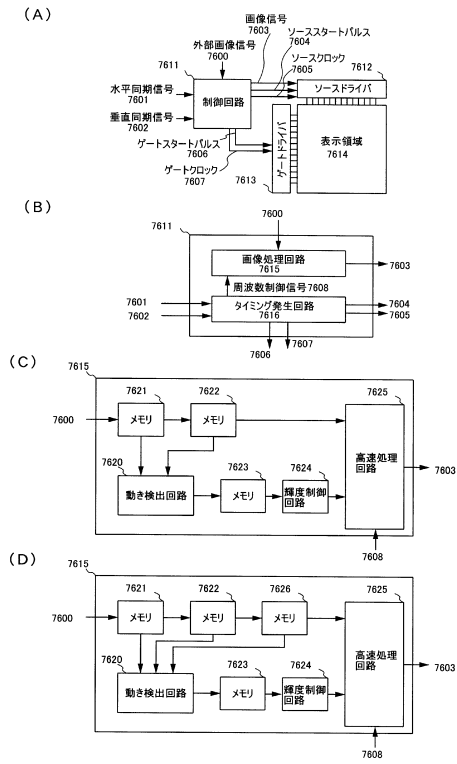 (A)
画像信号
7603
ソーススタートパルス
7604
外部画像信号
7600
ソースクロック
7605
7611
7612
制御回路
ソースドライバ
水平同期信号
7601
垂直同期信号
7602
ゲートスタートパルス
7606
ゲートクロック
7607
ゲートドライバ
7613
表示領域
7614
(B)
7600
7611
画像処理回路
7615
7603
周波数制御信号7608
7601
7602
タイミング発生回路
7616
7604
7605
7606
7607
(C)
7615
7621
7622
7625
7600
メモリ
メモリ
7620
7623
7624
高速処理
回路
7603
動き検出回路
メモリ
輝度制御
回路
7608
(D)
7615
7621
7622
7626
7625
7600
メモリ
メモリ
メモリ
7620
7623
7624
高速処理
回路
7603
動き検出回路
メモリ
輝度制御
回路
7608